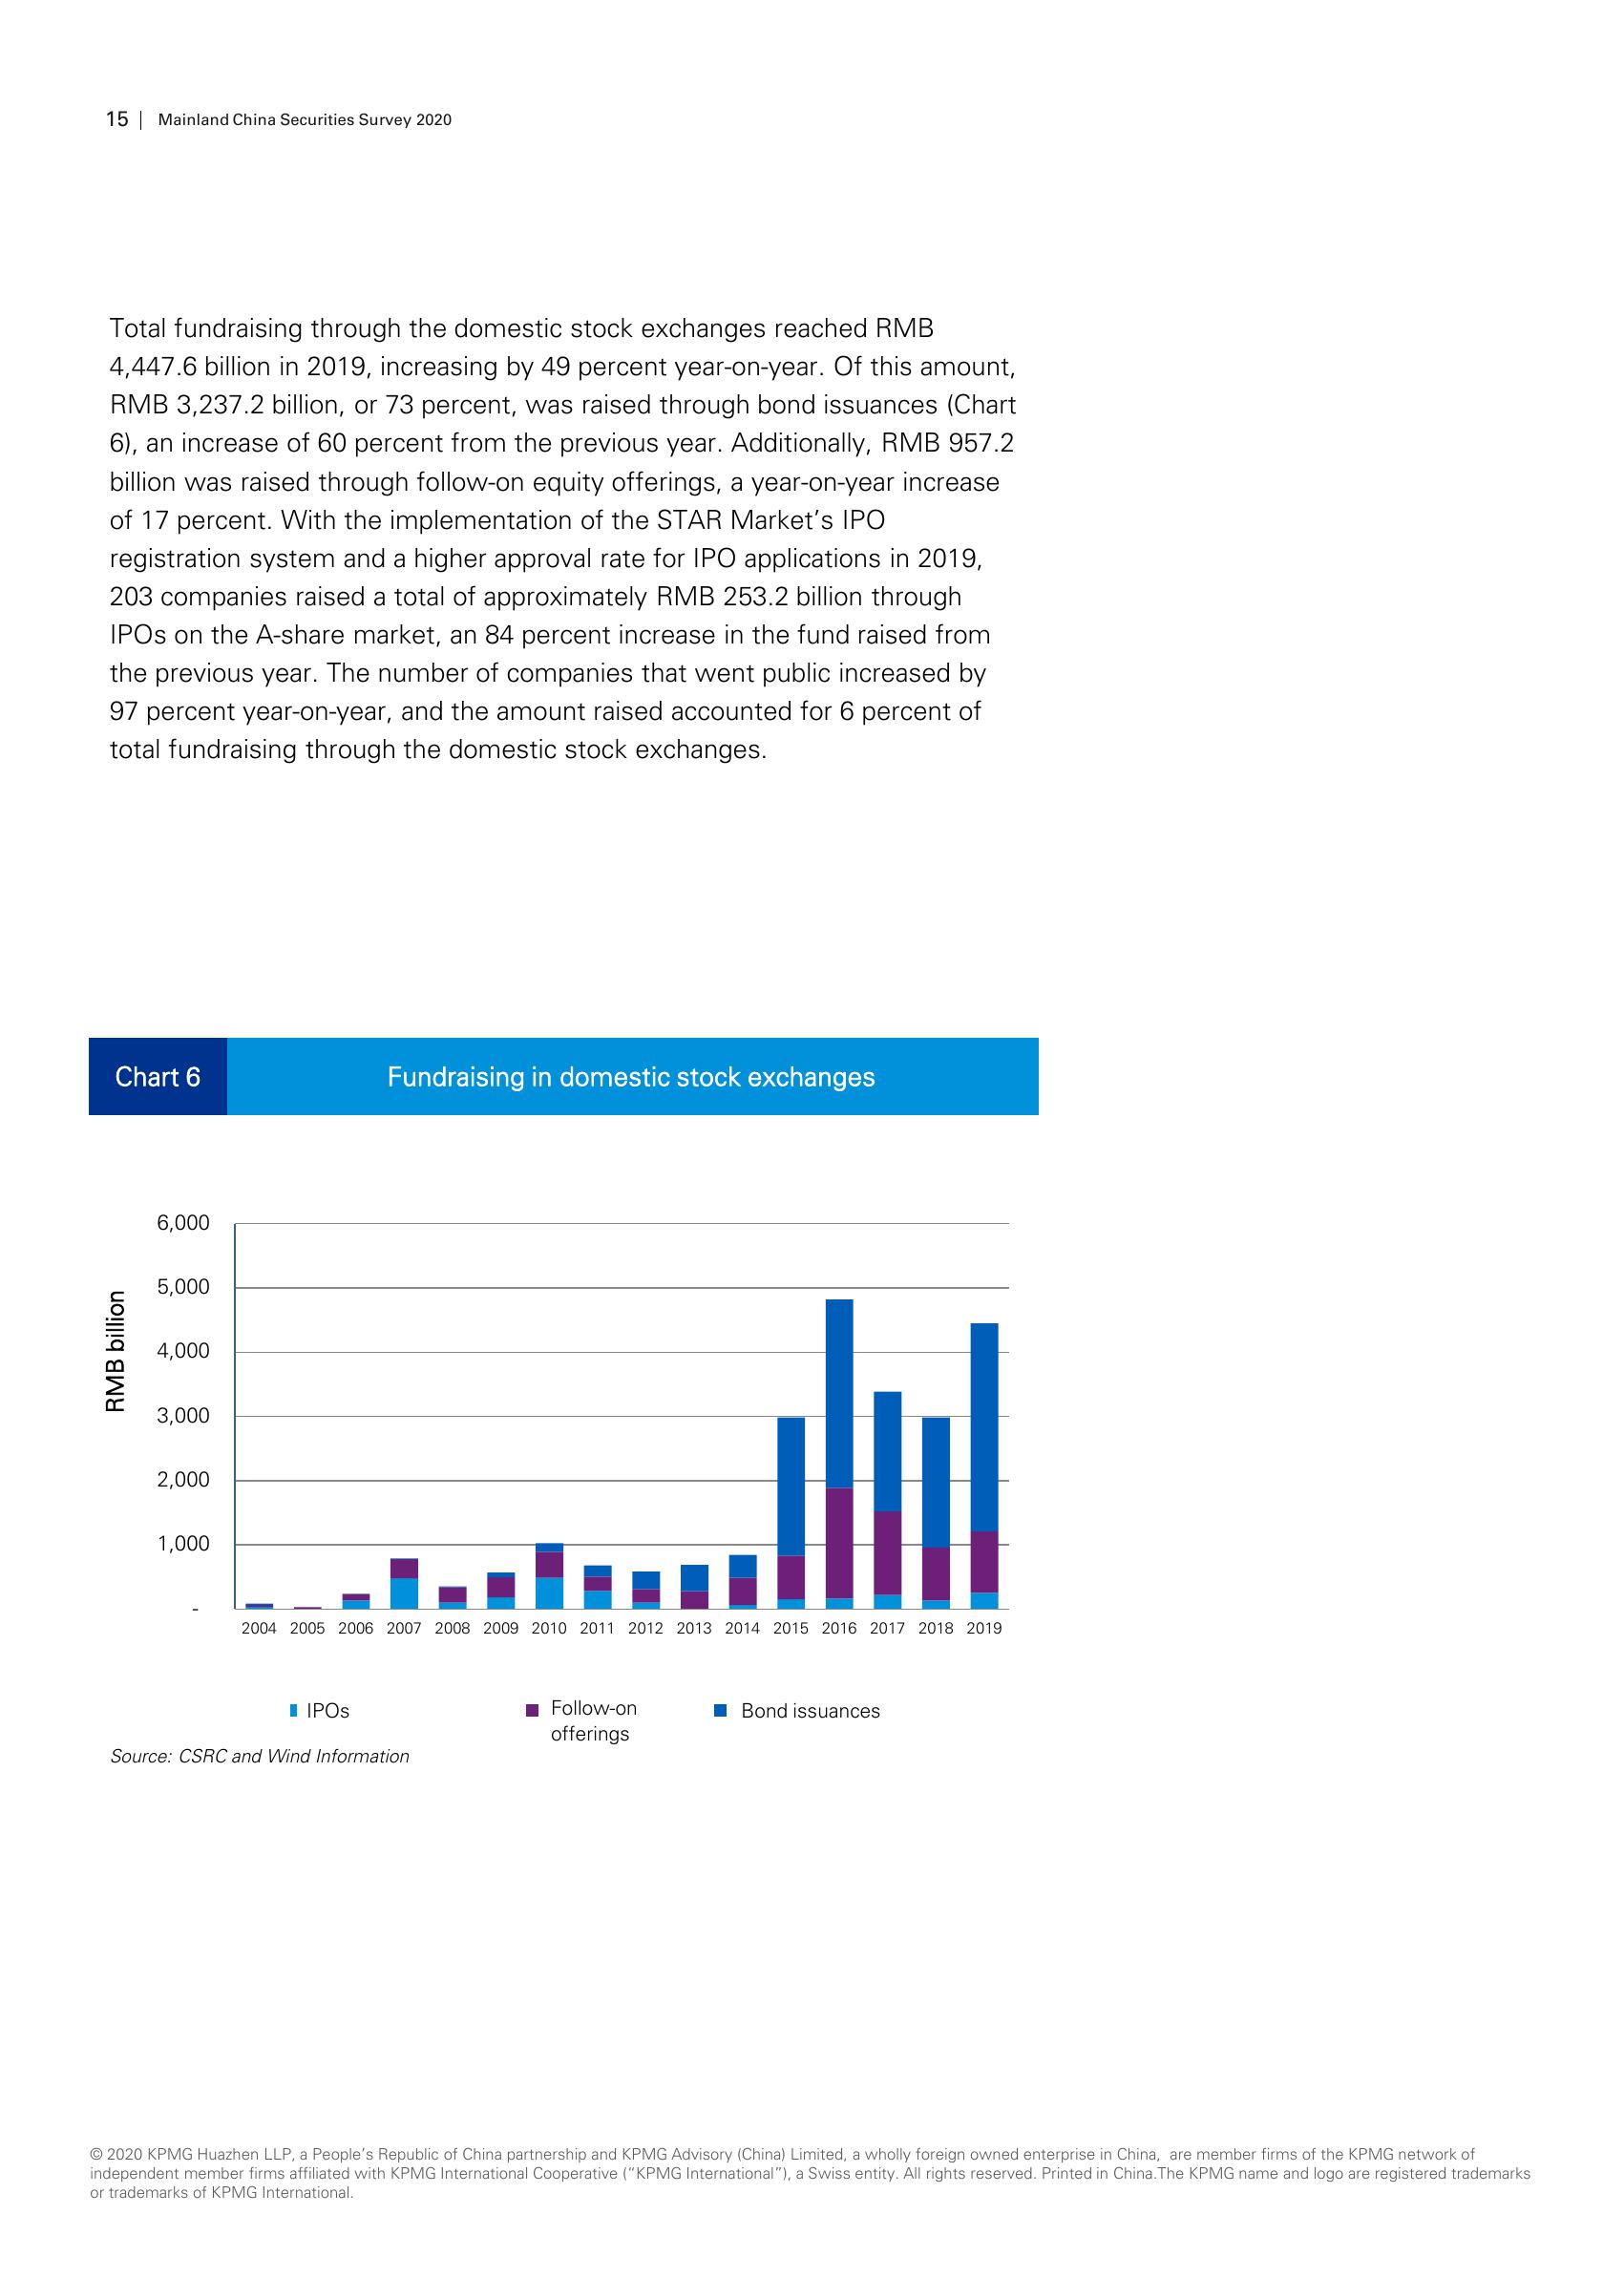 15 | Mainland China Securities Survey 2020
Total fundraising through the domestic stock exchanges reached RMB
4,447.6 billion in 2019, increasing by 49 percent year-on-year. Of this amount,
RMB 3,237.2 billion, or 73 percent, was raised through bond issuances (Chart
6), an increase of 60 percent from the previous year. Additionally, RMB 957.2
billion was raised through follow-on equity offerings, a year-on-year increase
of 17 percent. With the implementation of the STAR Market’s IPO
registration system and a higher approval rate for IPO applications in 2019,
203 companies raised a total of approximately RMB 253.2 billion through
IPOs on the A-share market, an 84 percent increase in the fund raised from
the previous year. The number of companies that went public increased by
97 percent year-on-year, and the amount raised accounted for 6 percent of
total fundraising through the domestic stock exchanges.
Chart 6 Fundraising in domestic stock exchanges
RMB billion
6,000
5,000
4,000
3,000
2,000
1,000
-
2004 2005 2006 2007 2008 2009 2010 2011 2012 2013 2014 2015 2016 2017 2018 2019
IPOs
Follow-on
offerings
Bond issuances
Source: CSRC and Wind Information
© 2020 KPMG Huazhen LLP, a People’s Republic of China partnership and KPMG Advisory (China) Limited, a wholly foreign owned enterprise in China, are member firms of the KPMG network of
independent member firms affiliated with KPMG International Cooperative (“KPMG International”), a Swiss entity. All rights reserved. Printed in China.The KPMG name and logo are registered trademarks
or trademarks of KPMG International.